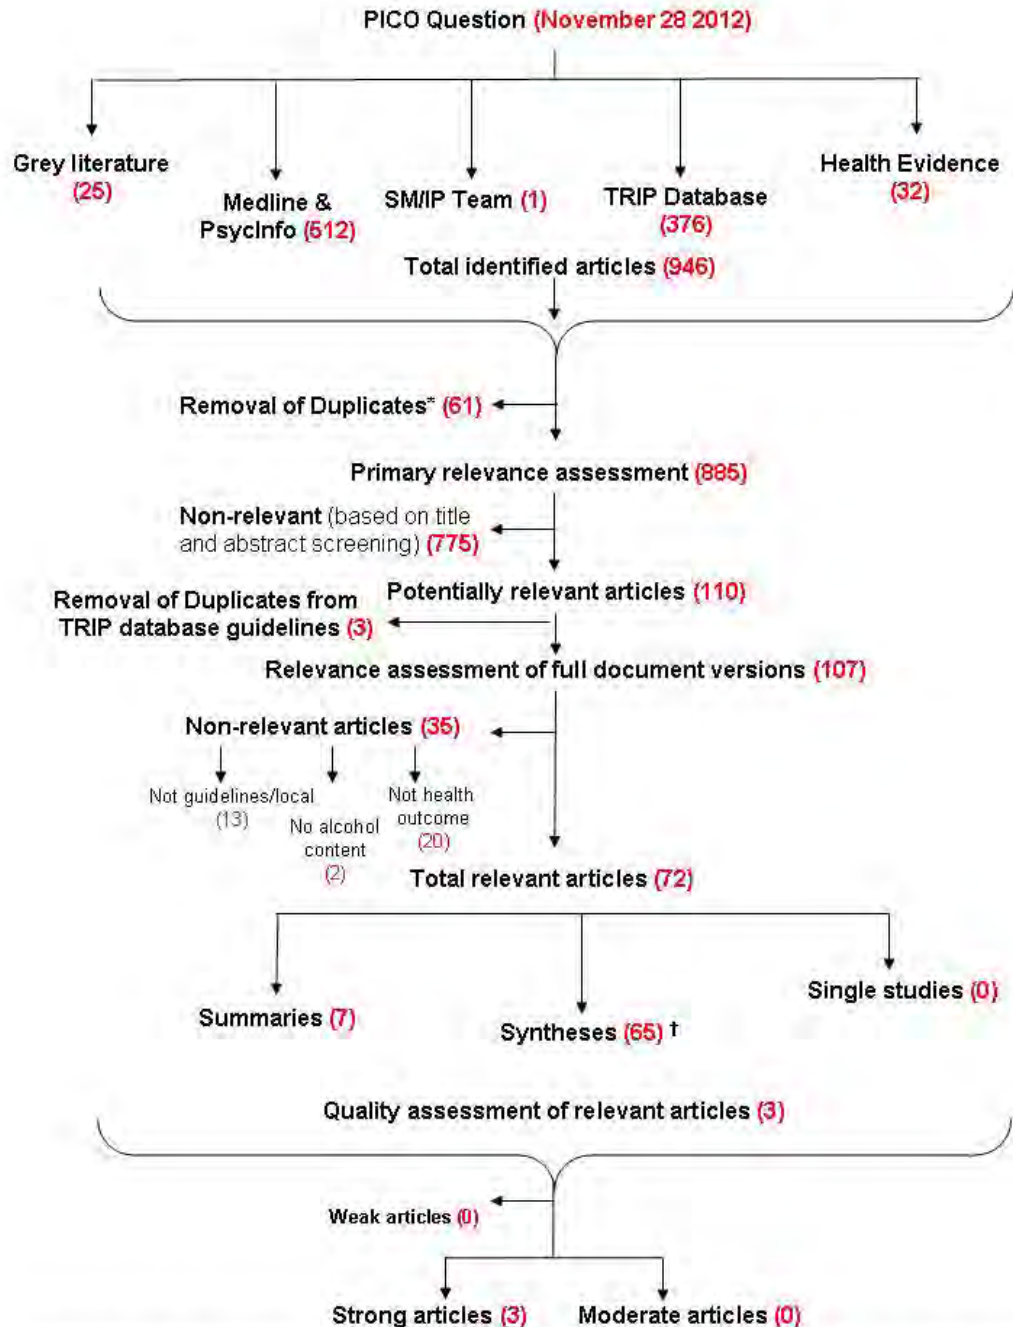 PICO Question (November 28 2012)
Grey literature
(25)
Medline &
PsycInfo (512)
SM/IP Team (1)
TRIP Database
(376)
Health Evidence
(32)
Total identified articles (946)
Removal of Duplicates* (61)
Primary relevance assessment (885)
Non-relevant (based on title
and abstract screening) (775)
Potentially relevant articles (110)
Removal of Duplicates from
TRIP database guidelines (3)
Relevance assessment of full document versions (107)
Non-relevant articles (35)
Not guidelines/local
(13)
No alcohol
content
(2)
Not health
outcome
(20)
Total relevant articles (72)
Summaries (7)
Syntheses (65) †
Single studies (0)
Quality assessment of relevant articles (3)
Weak articles (0)
Strong articles (3)
Moderate articles (0)